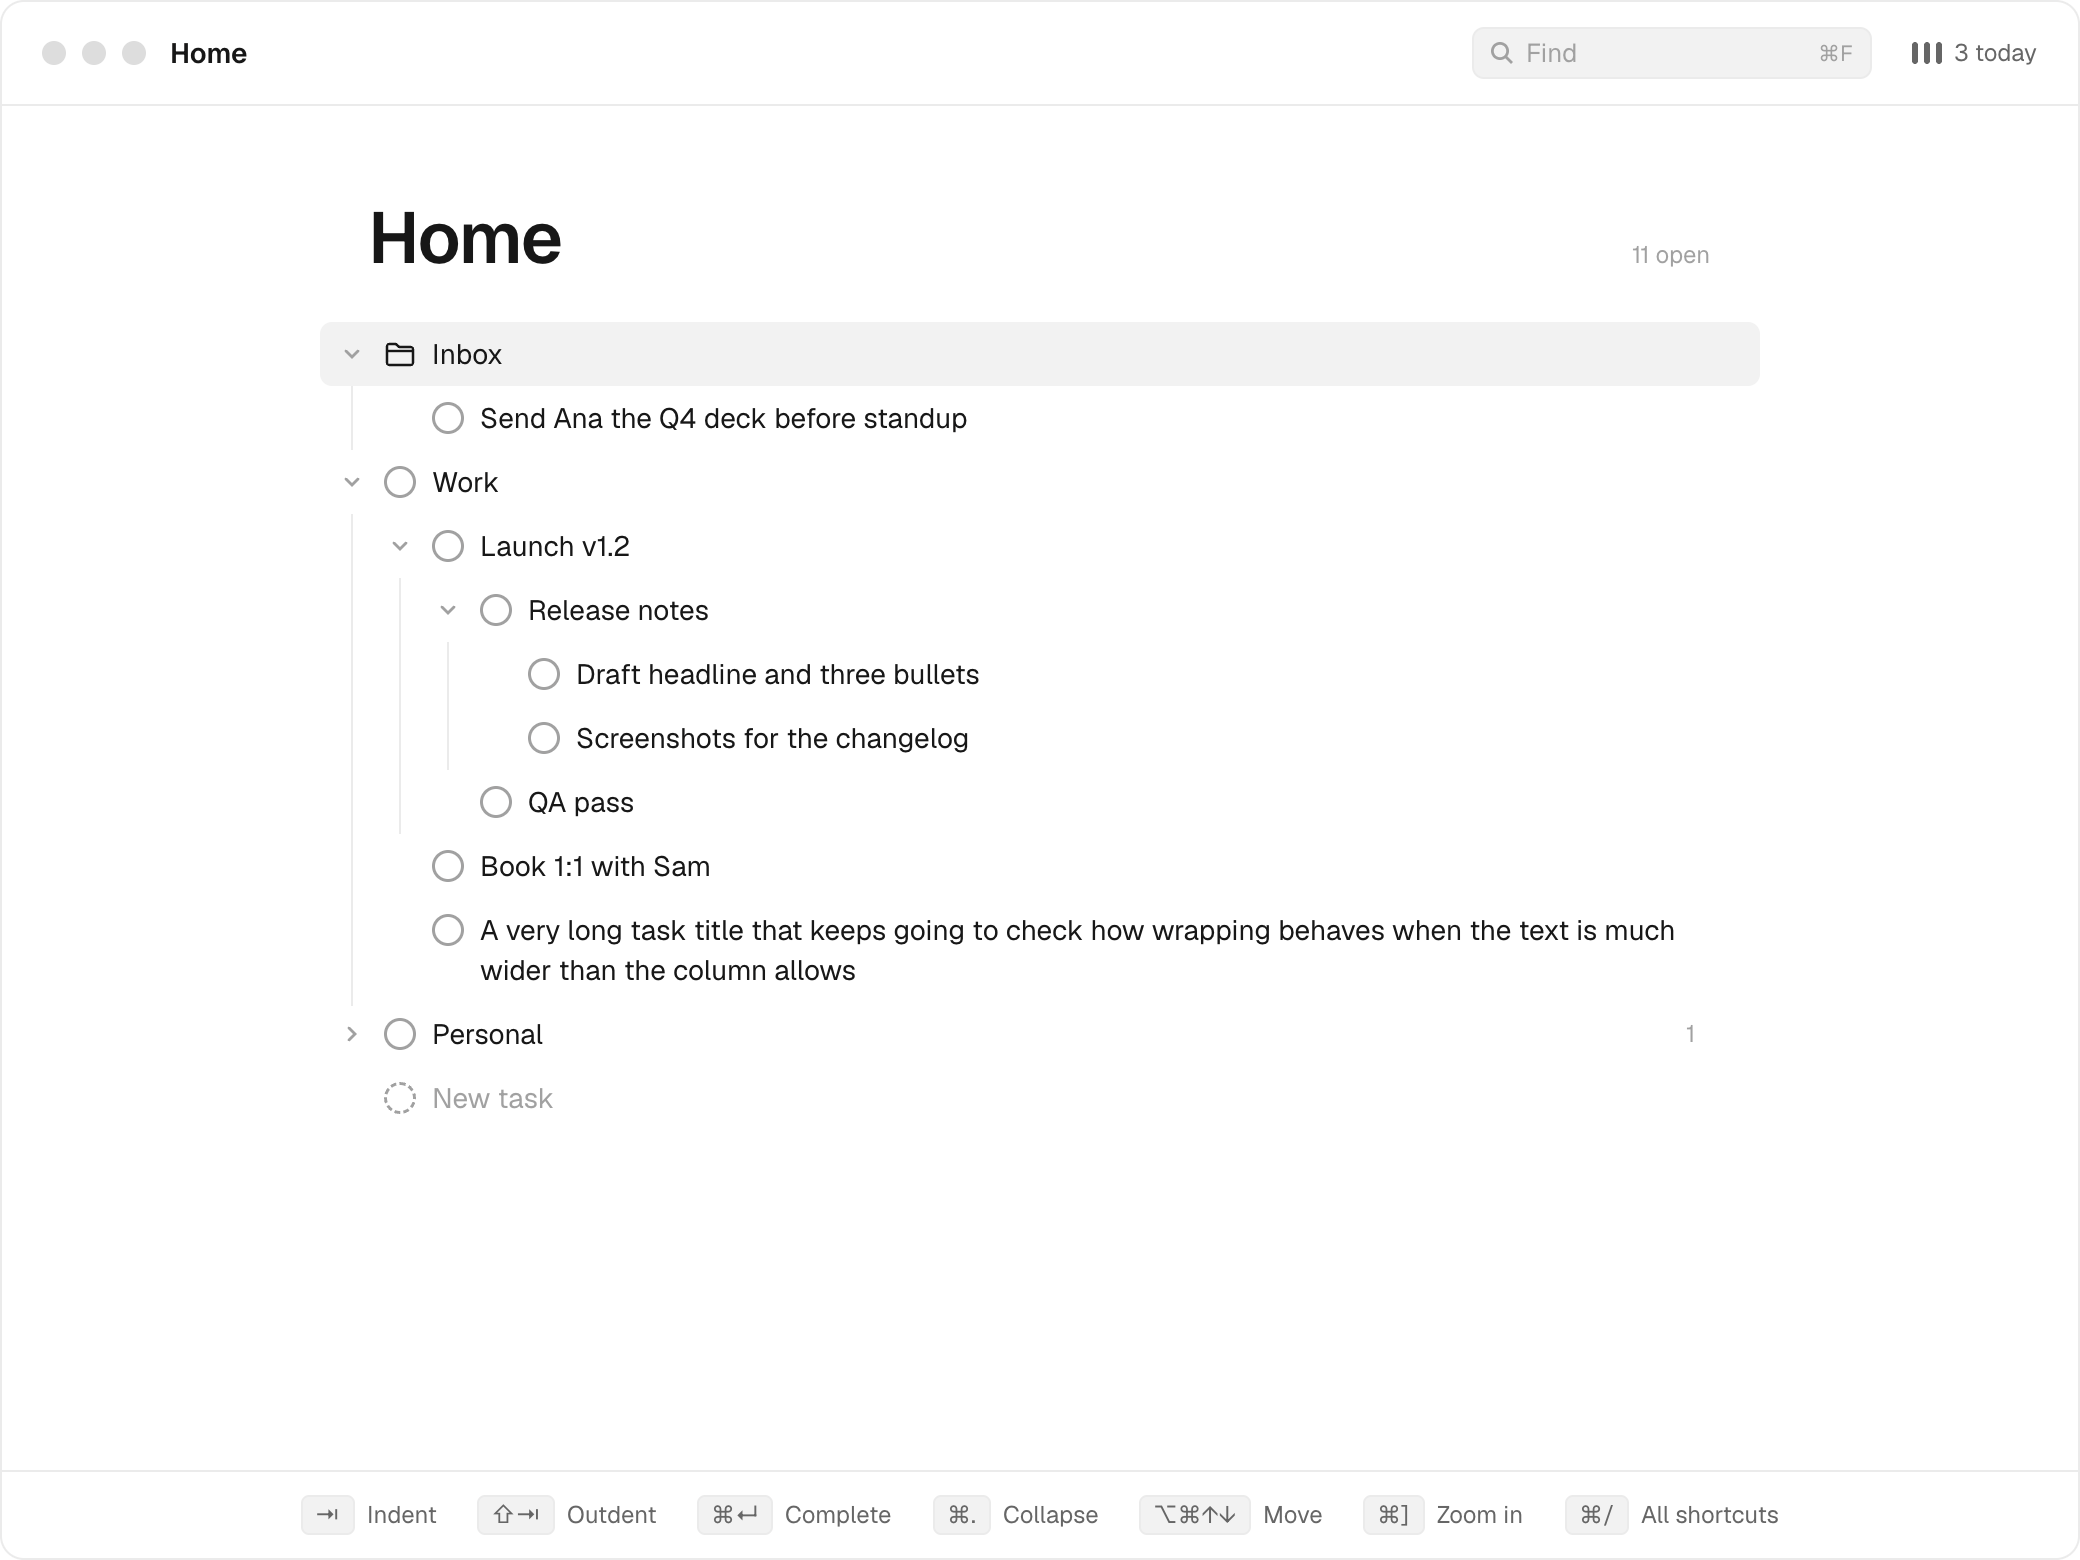 Home
Find ⌘F
3 today
Home
11 open
Inbox
Send Ana the Q4 deck before standup
Work
Launch v1.2
Release notes
Draft headline and three bullets
Screenshots for the changelog
QA pass
Book 1:1 with Sam
A very long task title that keeps going to check how wrapping behaves when the text is much
wider than the column allows
Personal 1
New task
⇥ Indent ⇧⇥ Outdent ⌘↵ Complete ⌘. Collapse ⌥⌘↑↓ Move ⌘] Zoom in ⌘/ All shortcuts